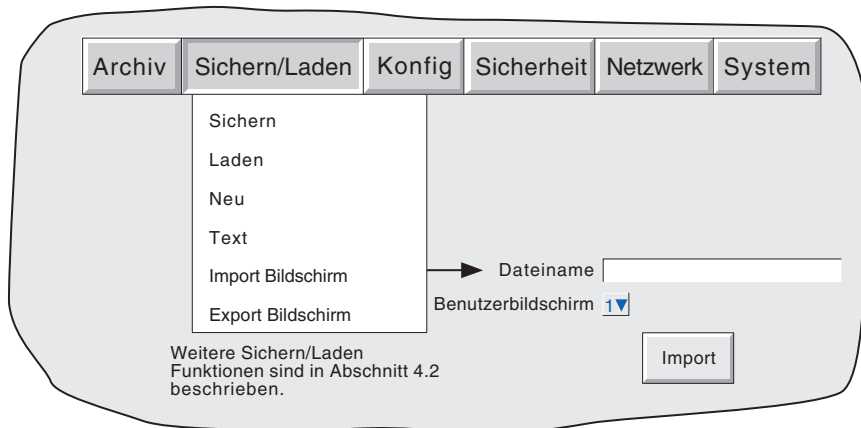 Archiv Sichern/Laden Konfig Sicherheit Netzwerk System
Sichern
Laden
Neu
Text
Import Bildschirm
Export Bildschirm
Dateiname
Benutzerbildschirm 1▼
Weitere Sichern/Laden
Funktionen sind in Abschnitt 4.2
beschrieben.
Import